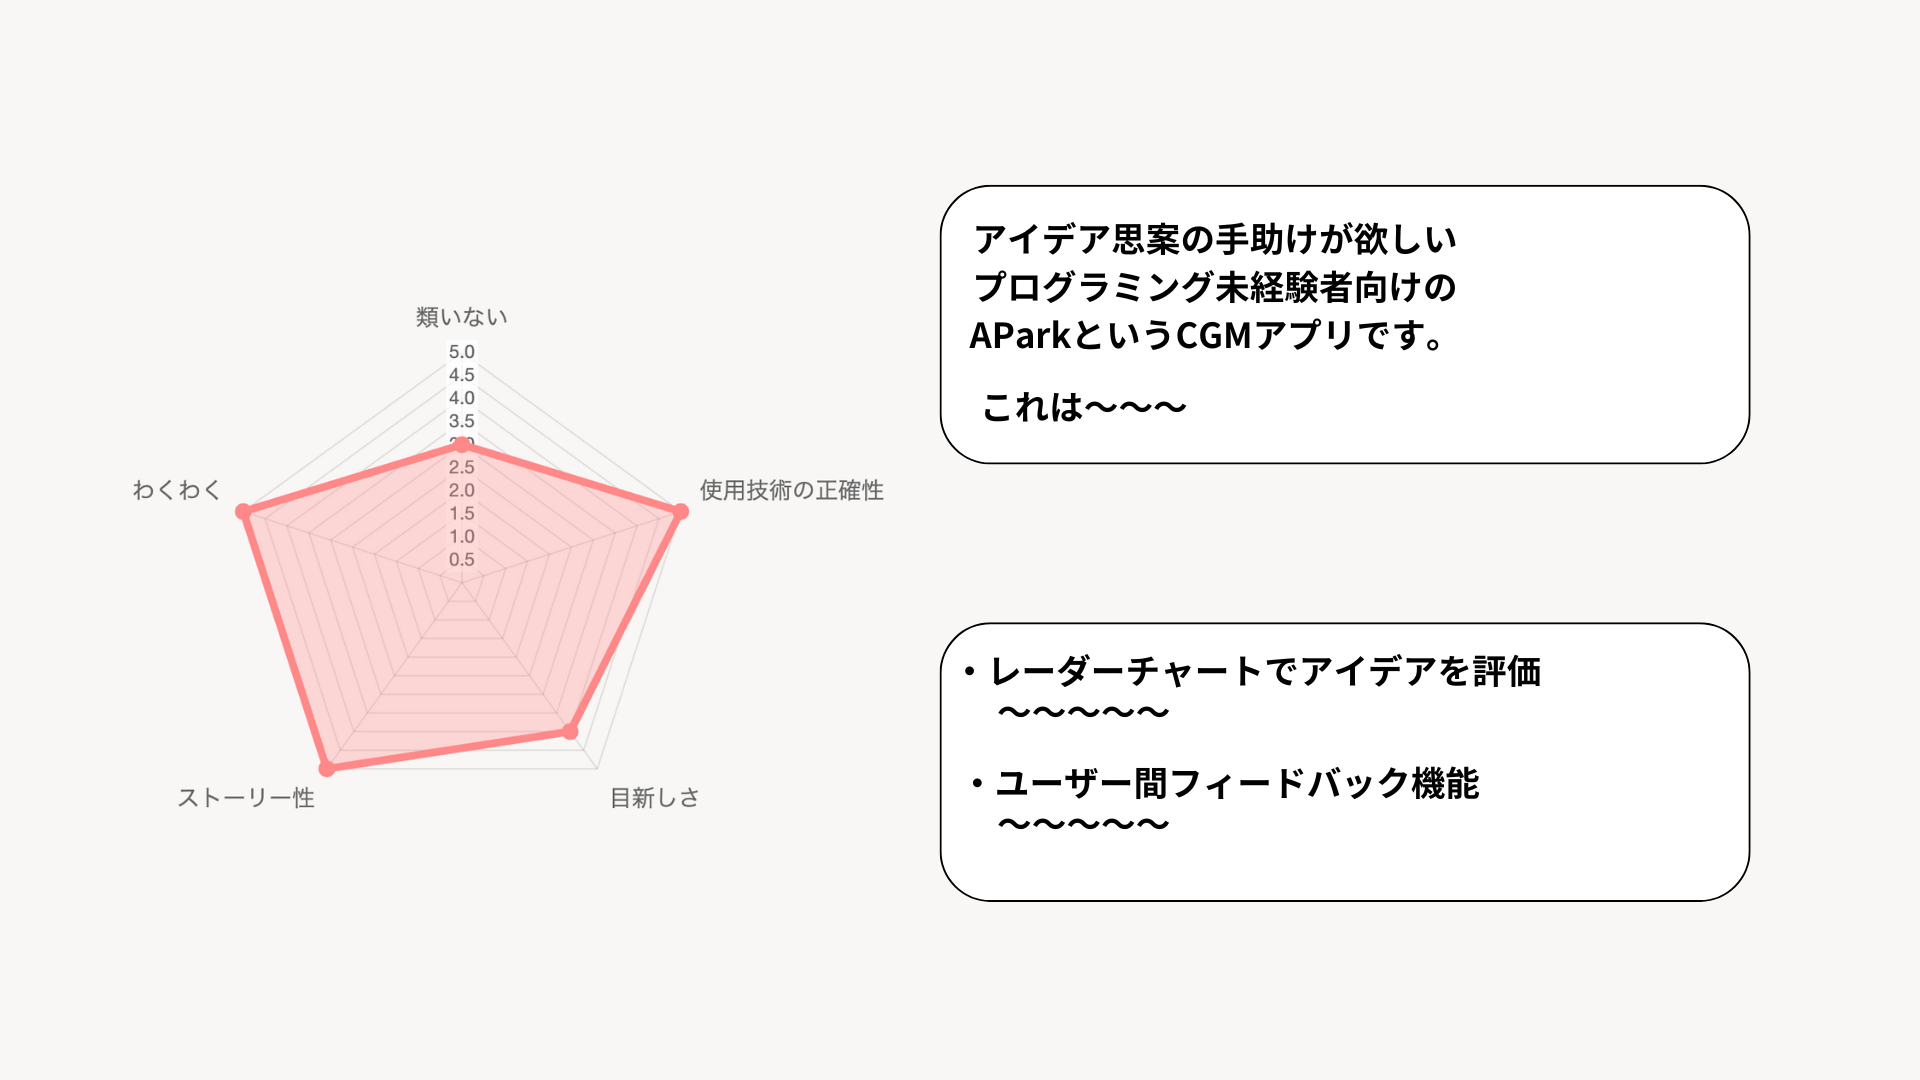 類いない
5.0
4.5
4.0
3.5
2.5
2.0
1.5
1.0
0.5
わくわく
使用技術の正確性
ストーリー性
目新しさ
アイデア思案の手助けが欲しい
プログラミング未経験者向けの
AParkというCGMアプリです。
これは～～～
・レーダーチャートでアイデアを評価
～～～～～
・ユーザー間フィードバック機能
～～～～～